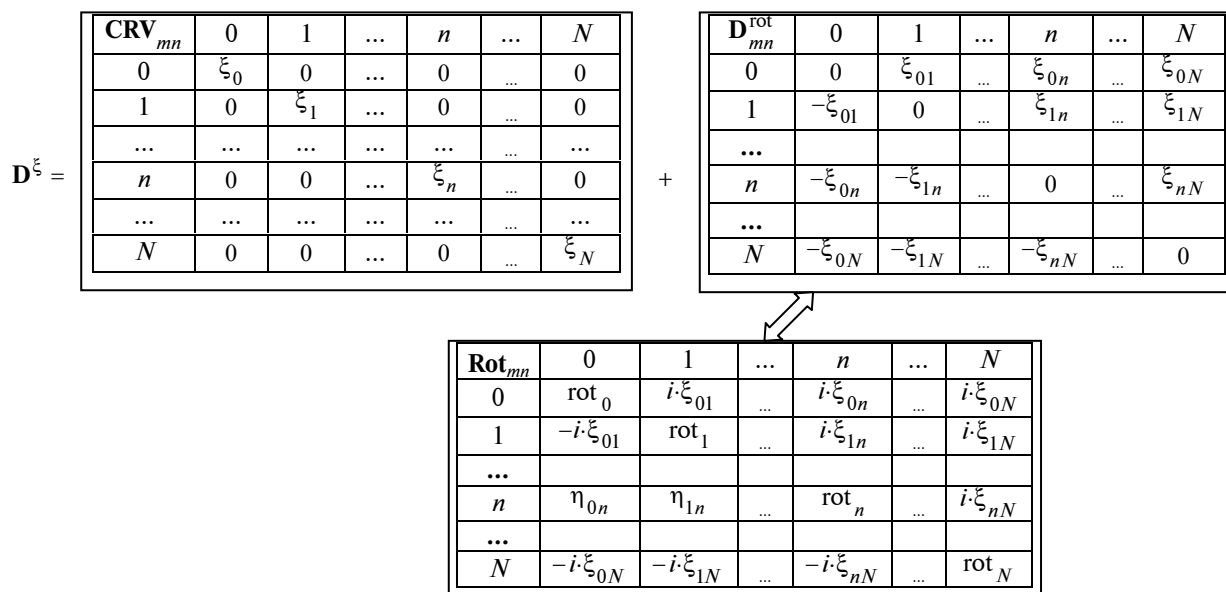 CRV_mn 0 1 ... n ... N
0 ξ_0 0 ... 0 ... 0
1 0 ξ_1 ... 0 ... 0
... ... ... ... ... ... ...
n 0 0 ... ξ_n ... 0
... ... ... ... ... ... ...
N 0 0 ... 0 ... ξ_N
D^ξ =
+
D_mn^rot 0 1 ... n ... N
0 0 ξ_01 ... ξ_0n ... ξ_0N
1 −ξ_01 0 ... ξ_1n ... ξ_1N
...
n −ξ_0n −ξ_1n ... 0 ... ξ_nN
...
N −ξ_0N −ξ_1N ... −ξ_nN ... 0
Rot_mn 0 1 ... n ... N
0 rot_0 i·ξ_01 ... i·ξ_0n ... i·ξ_0N
1 −i·ξ_01 rot_1 ... i·ξ_1n ... i·ξ_1N
...
n η_0n η_1n ... rot_n ... i·ξ_nN
...
N −i·ξ_0N −i·ξ_1N ... −i·ξ_nN ... rot_N